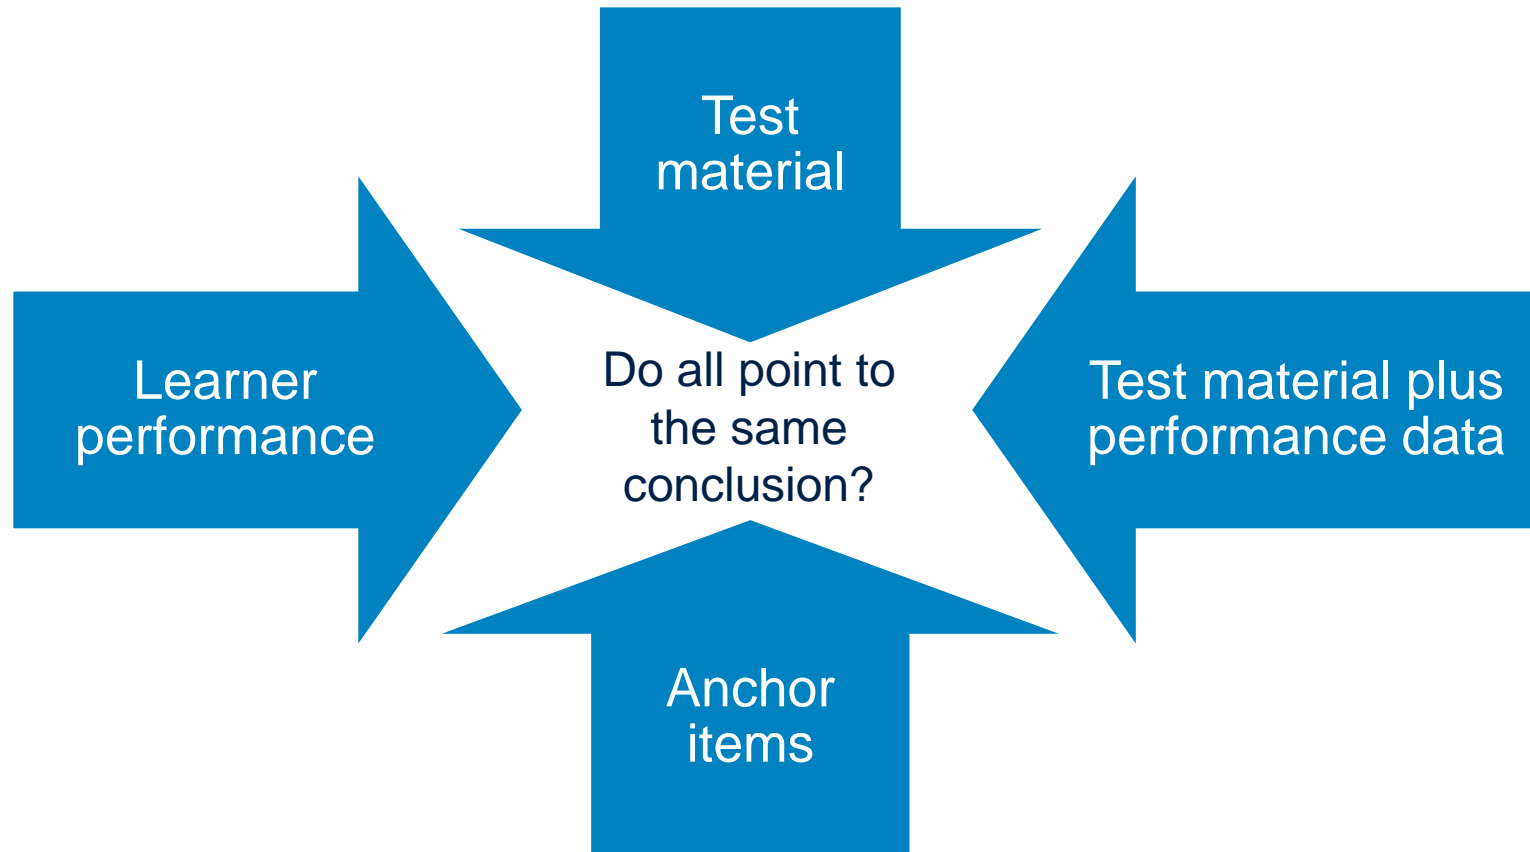 Test
material
Learner
performance
Do all point to
the same
conclusion?
Test material plus
performance data
Anchor
items